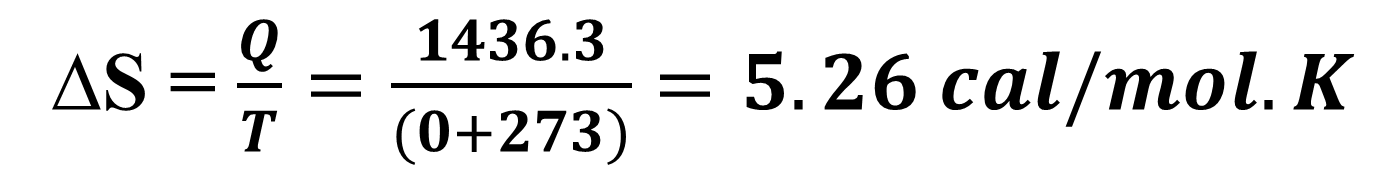 ΔS = Q/T = 1436.3/(0+273) = 5.26 cal/mol.K